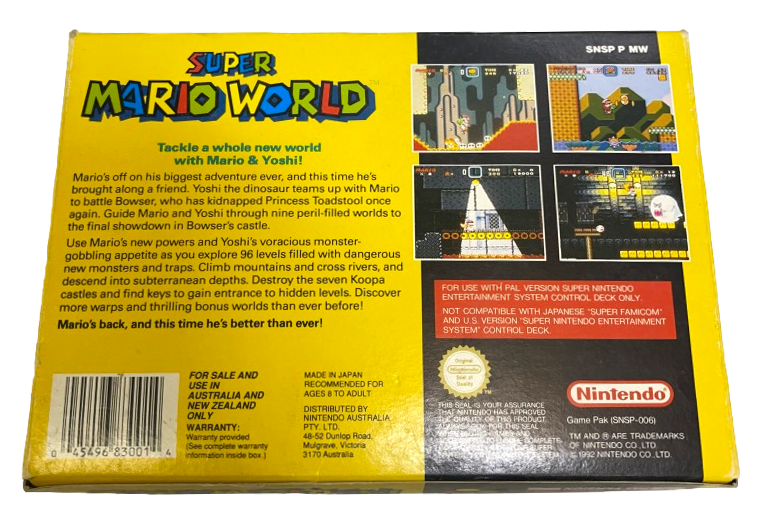 SNSP P MW
SUPER
MARIO WORLD
TM
Tackle a whole new world
with Mario & Yoshi!
Mario's off on his biggest adventure ever, and this time he's
brought along a friend. Yoshi the dinosaur teams up with Mario
to battle Bowser, who has kidnapped Princess Toadstool once
again. Guide Mario and Yoshi through nine peril-filled worlds to
the final showdown in Bowser's castle.
Use Mario's new powers and Yoshi's voracious monster-
gobbling appetite as you explore 96 levels filled with dangerous
new monsters and traps. Climb mountains and cross rivers, and
descend into subterranean depths. Destroy the seven Koopa
castles and find keys to gain entrance to hidden levels. Discover
more warps and thrilling bonus worlds than ever before!
Mario's back, and this time he's better than ever!
FOR USE WITH PAL VERSION SUPER NINTENDO
ENTERTAINMENT SYSTEM CONTROL DECK ONLY.
NOT COMPATIBLE WITH JAPANESE "SUPER FAMICOM"
AND U.S. VERSION "SUPER NINTENDO ENTERTAINMENT
SYSTEM" CONTROL DECK.
FOR SALE AND
USE IN
AUSTRALIA AND
NEW ZEALAND
ONLY
WARRANTY:
Warranty provided
(See complete warranty
information inside box.)
MADE IN JAPAN
RECOMMENDED FOR
AGES 8 TO ADULT
DISTRIBUTED BY
NINTENDO AUSTRALIA
PTY. LTD.
48-52 Dunlop Road,
Mulgrave, Victoria
3170 Australia
0 45496 83001 4
Original
Nintendo
Seal of
Quality
TM
THIS SEAL IS YOUR ASSURANCE
THAT NINTENDO HAS APPROVED
THE QUALITY OF THIS PRODUCT.
Nintendo
Game Pak (SNSP-006)
TM AND ® ARE TRADEMARKS
OF NINTENDO CO., LTD.
© 1992 NINTENDO CO., LTD.